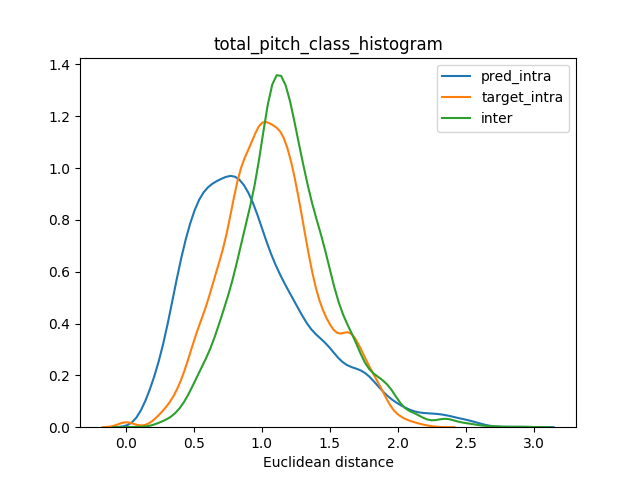 total_pitch_class_histogram
1.4
1.2
1.0
0.8
0.6
0.4
0.2
0.0
pred_intra
target_intra
inter
0.0 0.5 1.0 1.5 2.0 2.5 3.0
Euclidean distance